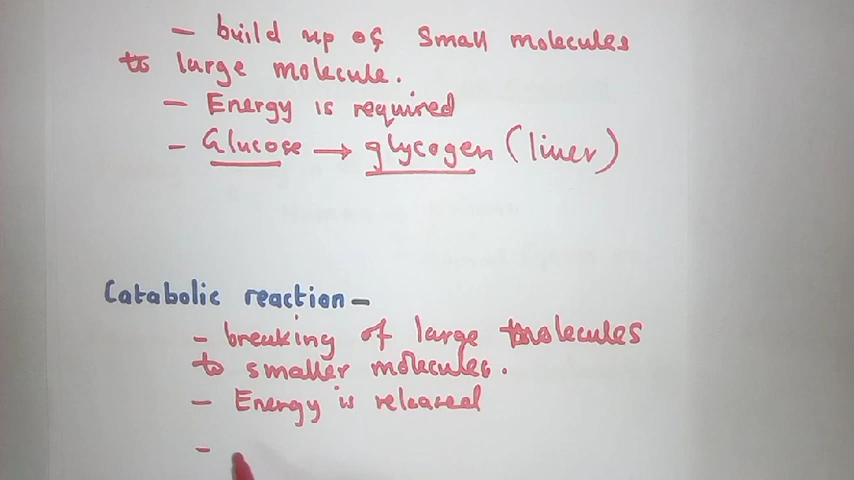 - build up of small molecules
to large molecule.
- Energy is required
- Glucose → glycogen (liver)
Catabolic reaction -
- breaking of large molecules
to smaller molecules.
- Energy is released
-